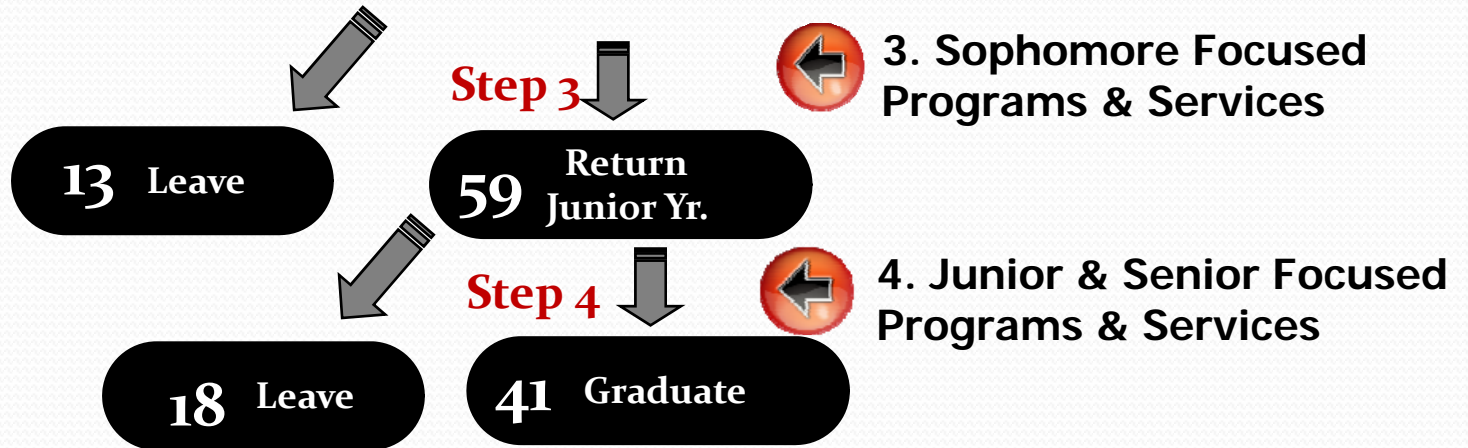 Step 3
3. Sophomore Focused
Programs & Services
13 Leave
59 Return
Junior Yr.
Step 4
4. Junior & Senior Focused
Programs & Services
18 Leave
41 Graduate